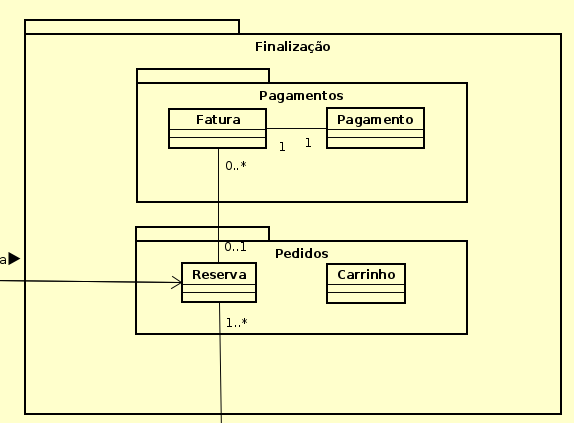 Finalização
Pagamentos
Fatura
Pagamento
1
1
0..*
0..1
Pedidos
a▶
Reserva
Carrinho
1..*